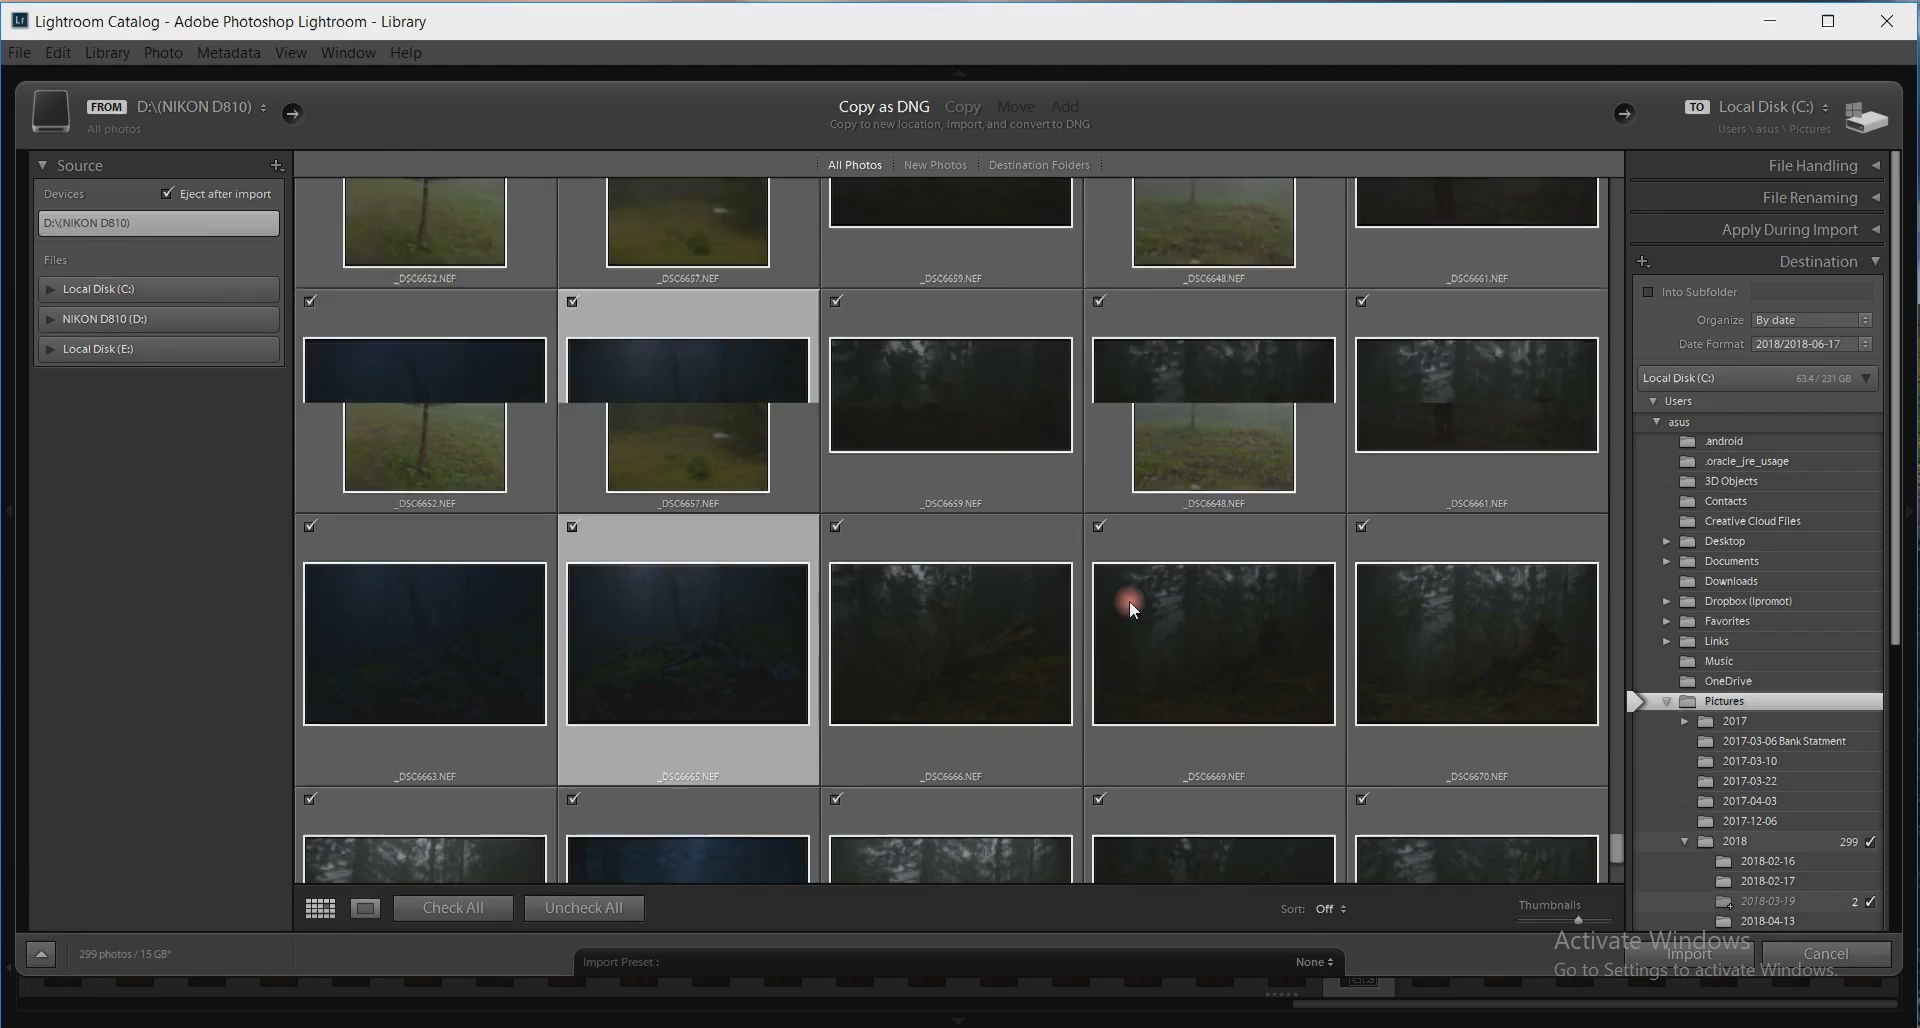 Lr Lightroom Catalog - Adobe Photoshop Lightroom - Library
File Edit Library Photo Metadata View Window Help
FROM D:\(NIKON D810)
All photos
Copy as DNG Copy Move Add
Copy to new location, import, and convert to DNG
TO Local Disk (C:)
Users \ asus \ Pictures
Source
Devices Eject after import
D:\(NIKON D810)
Files
Local Disk (C:)
NIKON D810 (D:)
Local Disk (E:)
All Photos New Photos Destination Folders
_DSC6652.NEF _DSC6657.NEF _DSC6659.NEF _DSC6648.NEF _DSC6661.NEF
_DSC6652.NEF _DSC6657.NEF _DSC6659.NEF _DSC6648.NEF _DSC6661.NEF
_DSC6663.NEF _DSC6665.NEF _DSC6666.NEF _DSC6669.NEF _DSC6670.NEF
File Handling
File Renaming
Apply During Import
Destination
Into Subfolder
Organize By date
Date Format 2018/2018-06-17
Local Disk (C:) 63.4 / 231 GB
Users
asus
.android
.oracle_jre_usage
3D Objects
Contacts
Creative Cloud Files
Desktop
Documents
Downloads
Dropbox (Ipromot)
Favorites
Links
Music
OneDrive
Pictures
2017
2017-03-06 Bank Statment
2017-03-10
2017-03-22
2017-04-03
2017-12-06
2018 299
2018-02-16
2018-02-17
2018-03-19 2
2018-04-13
Check All Uncheck All
Sort: Off
Thumbnails
299 photos / 15 GB*
Import Preset : None
Import Cancel
Activate Windows
Go to Settings to activate Windows.